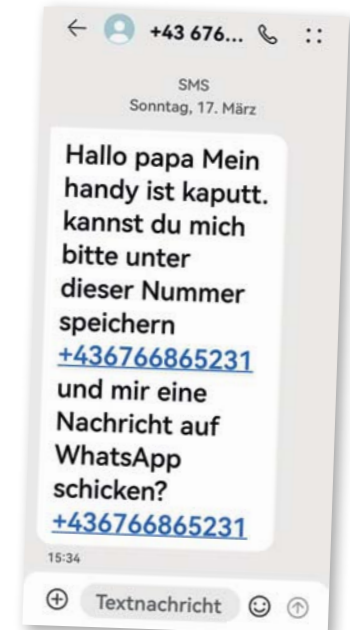 +43 676...
SMS
Sonntag, 17. März
Hallo papa Mein
handy ist kaputt.
kannst du mich
bitte unter
dieser Nummer
speichern
+436766865231
und mir eine
Nachricht auf
WhatsApp
schicken?
+436766865231
15:34
Textnachricht